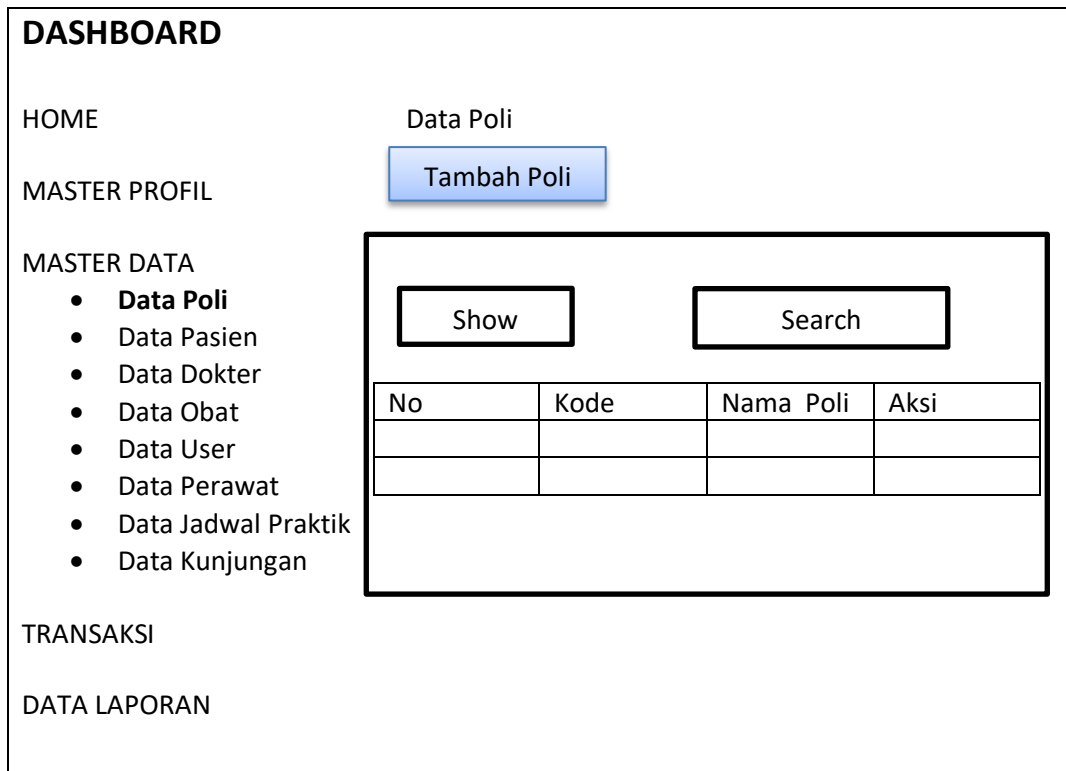 DASHBOARD
HOME
MASTER PROFIL
MASTER DATA
• Data Poli
• Data Pasien
• Data Dokter
• Data Obat
• Data User
• Data Perawat
• Data Jadwal Praktik
• Data Kunjungan
TRANSAKSI
DATA LAPORAN
Data Poli
Tambah Poli
Show Search
No Kode Nama Poli Aksi